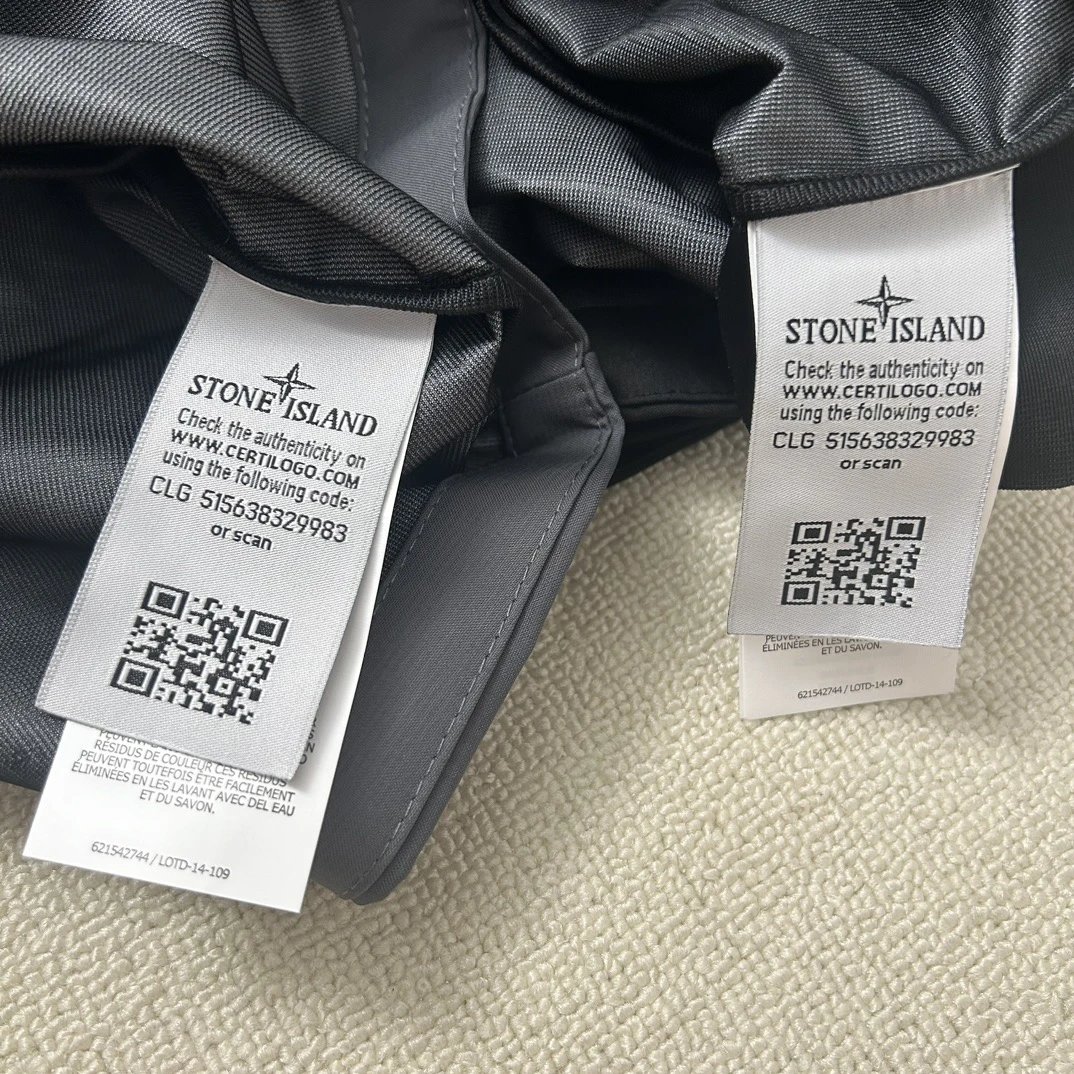 STONE ISLAND
Check the authenticity on
WWW.CERTILOGO.COM
using the following code:
CLG 515638329983
or scan
RÉSIDUS DE COULEUR CES RÉSIDUS
PEUVENT TOUTEFOIS ÊTRE FACILEMENT
ÉLIMINÉES EN LES LAVANT AVEC DEL EAU
ET DU SAVON.
621542744 / LOTD-14-109
STONE ISLAND
Check the authenticity on
WWW.CERTILOGO.COM
using the following code:
CLG 515638329983
or scan
ÉLIMINÉES EN LES
ET DU SAVON.
621542744 / LOTD-14-109